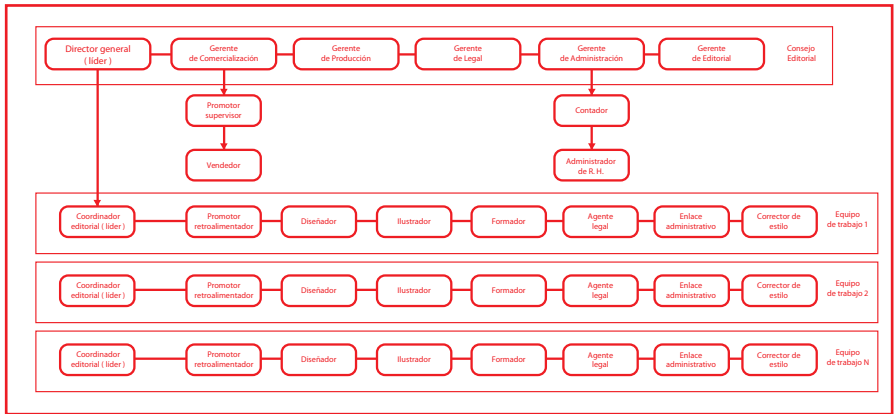 Director general
( líder )
Gerente
de Comercialización
Gerente
de Producción
Gerente
de Legal
Gerente
de Administración
Gerente
de Editorial
Consejo
Editorial
Promotor
supervisor
Contador
Vendedor
Administrador
de R. H.
Coordinador
editorial ( líder )
Promotor
retroalimentador
Diseñador
Ilustrador
Formador
Agente
legal
Enlace
administrativo
Corrector de
estilo
Equipo
de trabajo 1
Coordinador
editorial ( líder )
Promotor
retroalimentador
Diseñador
Ilustrador
Formador
Agente
legal
Enlace
administrativo
Corrector de
estilo
Equipo
de trabajo 2
Coordinador
editorial ( líder )
Promotor
retroalimentador
Diseñador
Ilustrador
Formador
Agente
legal
Enlace
administrativo
Corrector de
estilo
Equipo
de trabajo N